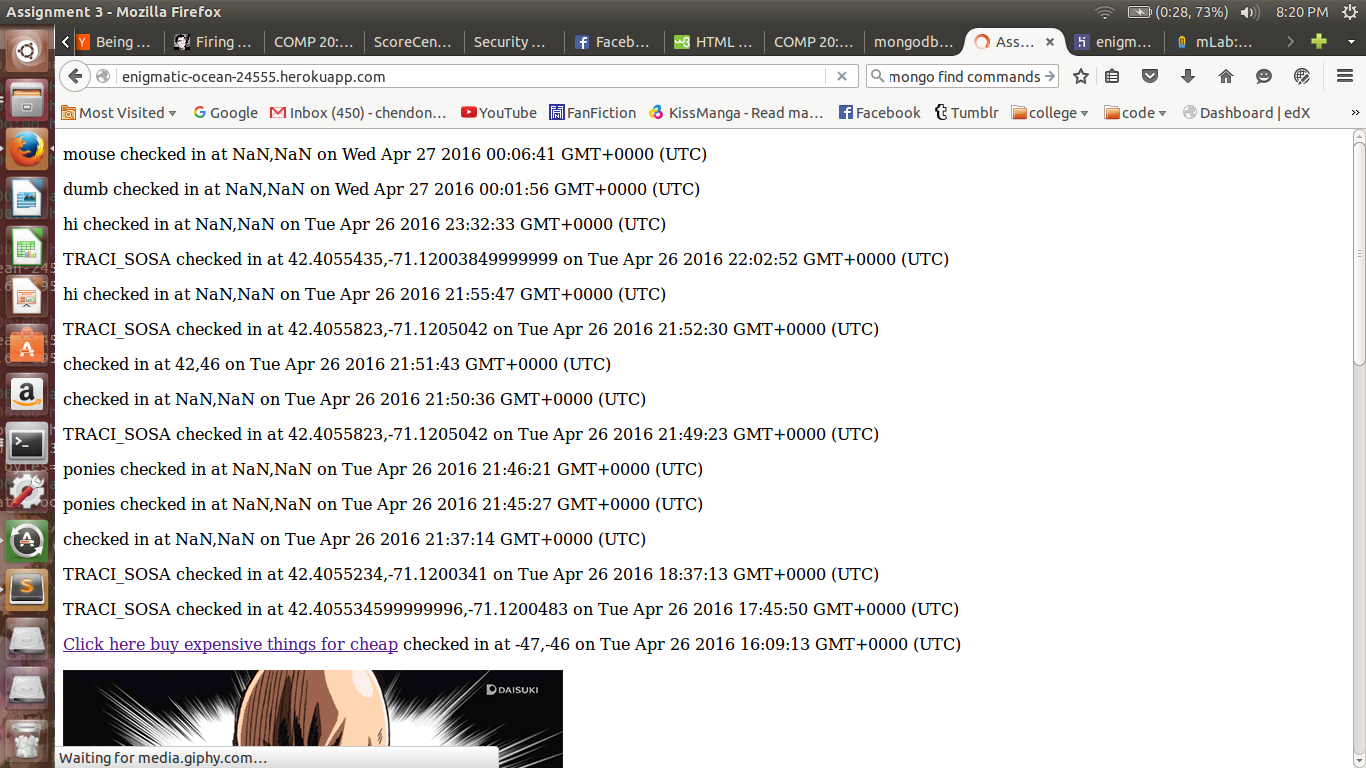 Assignment 3 - Mozilla Firefox
(0:28, 73%)
8:20 PM
Being ...
Firing ...
COMP 20:...
ScoreCen...
Security ...
Faceb...
HTML ...
COMP 20:...
mongodb...
Ass...
enigm...
mLab:...
enigmatic-ocean-24555.herokuapp.com
mongo find commands
Most Visited
Google
Inbox (450) - chendon...
YouTube
FanFiction
KissManga - Read ma...
Facebook
Tumblr
college
code
Dashboard | edX
mouse checked in at NaN,NaN on Wed Apr 27 2016 00:06:41 GMT+0000 (UTC)
dumb checked in at NaN,NaN on Wed Apr 27 2016 00:01:56 GMT+0000 (UTC)
hi checked in at NaN,NaN on Tue Apr 26 2016 23:32:33 GMT+0000 (UTC)
TRACI_SOSA checked in at 42.4055435,-71.12003849999999 on Tue Apr 26 2016 22:02:52 GMT+0000 (UTC)
hi checked in at NaN,NaN on Tue Apr 26 2016 21:55:47 GMT+0000 (UTC)
TRACI_SOSA checked in at 42.4055823,-71.1205042 on Tue Apr 26 2016 21:52:30 GMT+0000 (UTC)
checked in at 42,46 on Tue Apr 26 2016 21:51:43 GMT+0000 (UTC)
checked in at NaN,NaN on Tue Apr 26 2016 21:50:36 GMT+0000 (UTC)
TRACI_SOSA checked in at 42.4055823,-71.1205042 on Tue Apr 26 2016 21:49:23 GMT+0000 (UTC)
ponies checked in at NaN,NaN on Tue Apr 26 2016 21:46:21 GMT+0000 (UTC)
ponies checked in at NaN,NaN on Tue Apr 26 2016 21:45:27 GMT+0000 (UTC)
checked in at NaN,NaN on Tue Apr 26 2016 21:37:14 GMT+0000 (UTC)
TRACI_SOSA checked in at 42.4055234,-71.1200341 on Tue Apr 26 2016 18:37:13 GMT+0000 (UTC)
TRACI_SOSA checked in at 42.405534599999996,-71.1200483 on Tue Apr 26 2016 17:45:50 GMT+0000 (UTC)
Click here buy expensive things for cheap checked in at -47,-46 on Tue Apr 26 2016 16:09:13 GMT+0000 (UTC)
DAISUKI
Waiting for media.giphy.com...